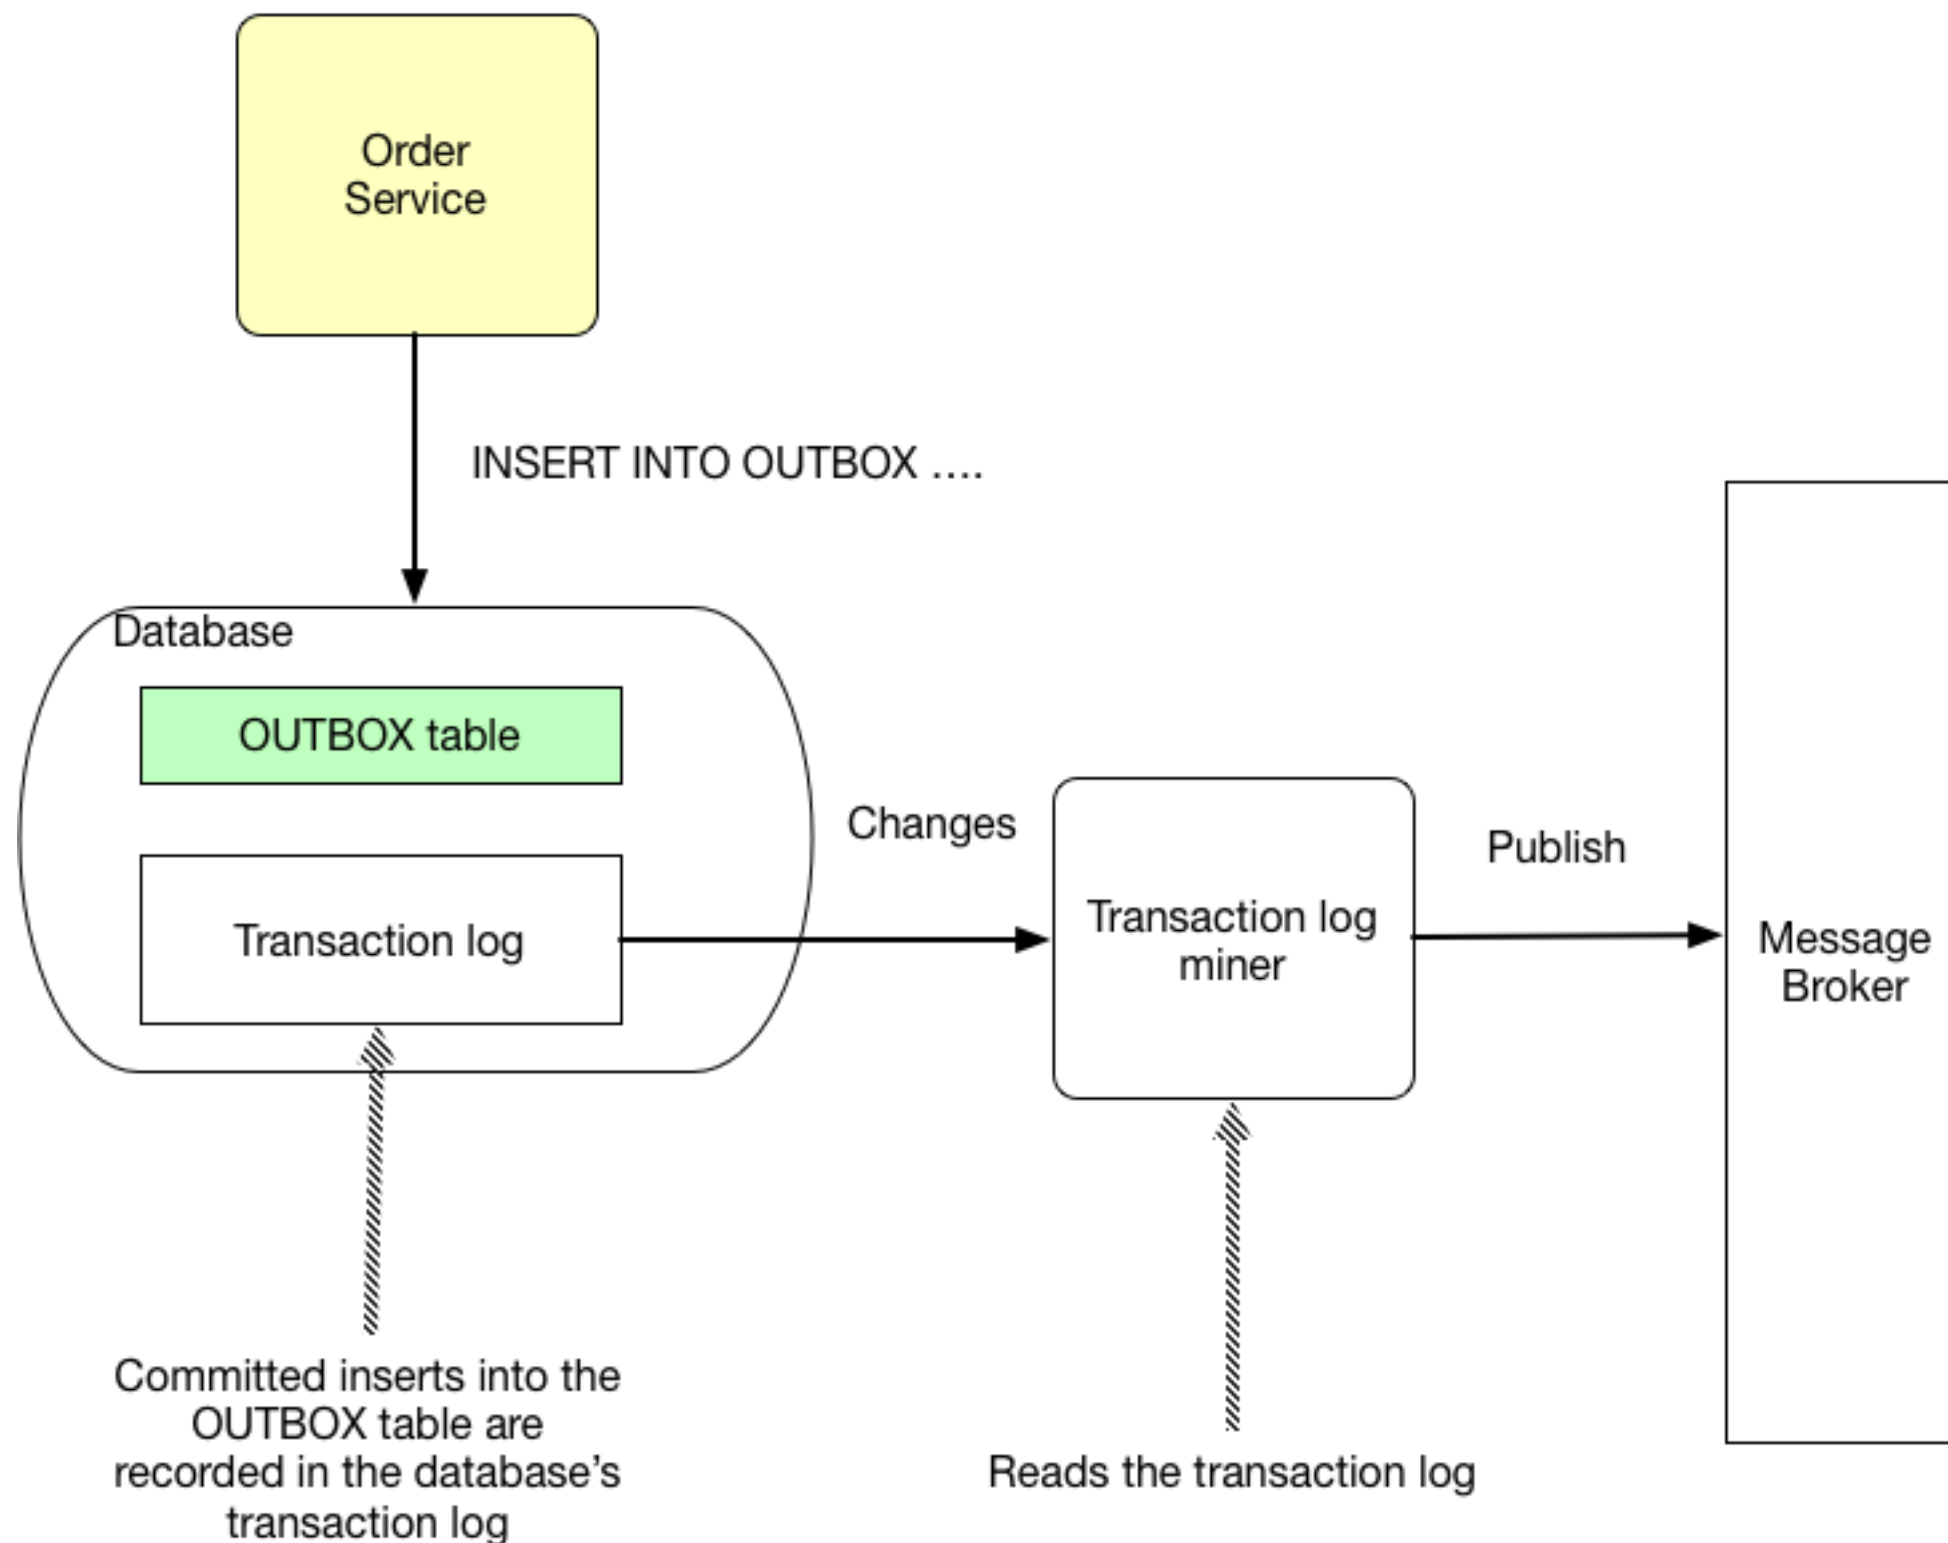 Order
Service
INSERT INTO OUTBOX ....
Database
OUTBOX table
Transaction log
Changes
Transaction log
miner
Publish
Message
Broker
Committed inserts into the
OUTBOX table are
recorded in the database’s
transaction log
Reads the transaction log